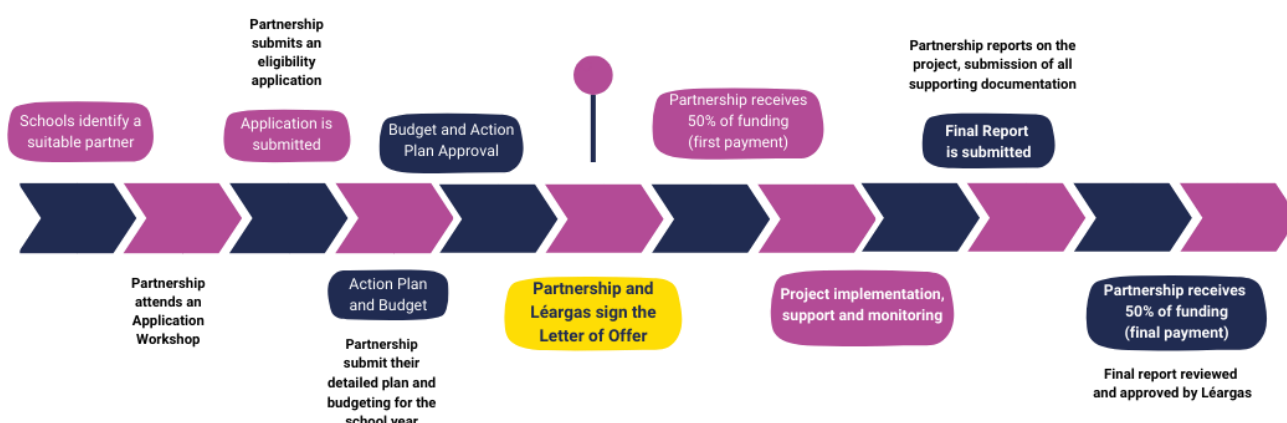 Schools identify a
suitable partner
Partnership
attends an
Application
Workshop
Partnership
submits an
eligibility
application
Application is
submitted
Action Plan
and Budget
Partnership
submit their
detailed plan and
budgeting for the
school year
Budget and Action
Plan Approval
Partnership and
Léargas sign the
Letter of Offer
Partnership receives
50% of funding
(first payment)
Project implementation,
support and monitoring
Partnership reports on the
project, submission of all
supporting documentation
Final Report
is submitted
Partnership receives
50% of funding
(final payment)
Final report reviewed
and approved by Léargas